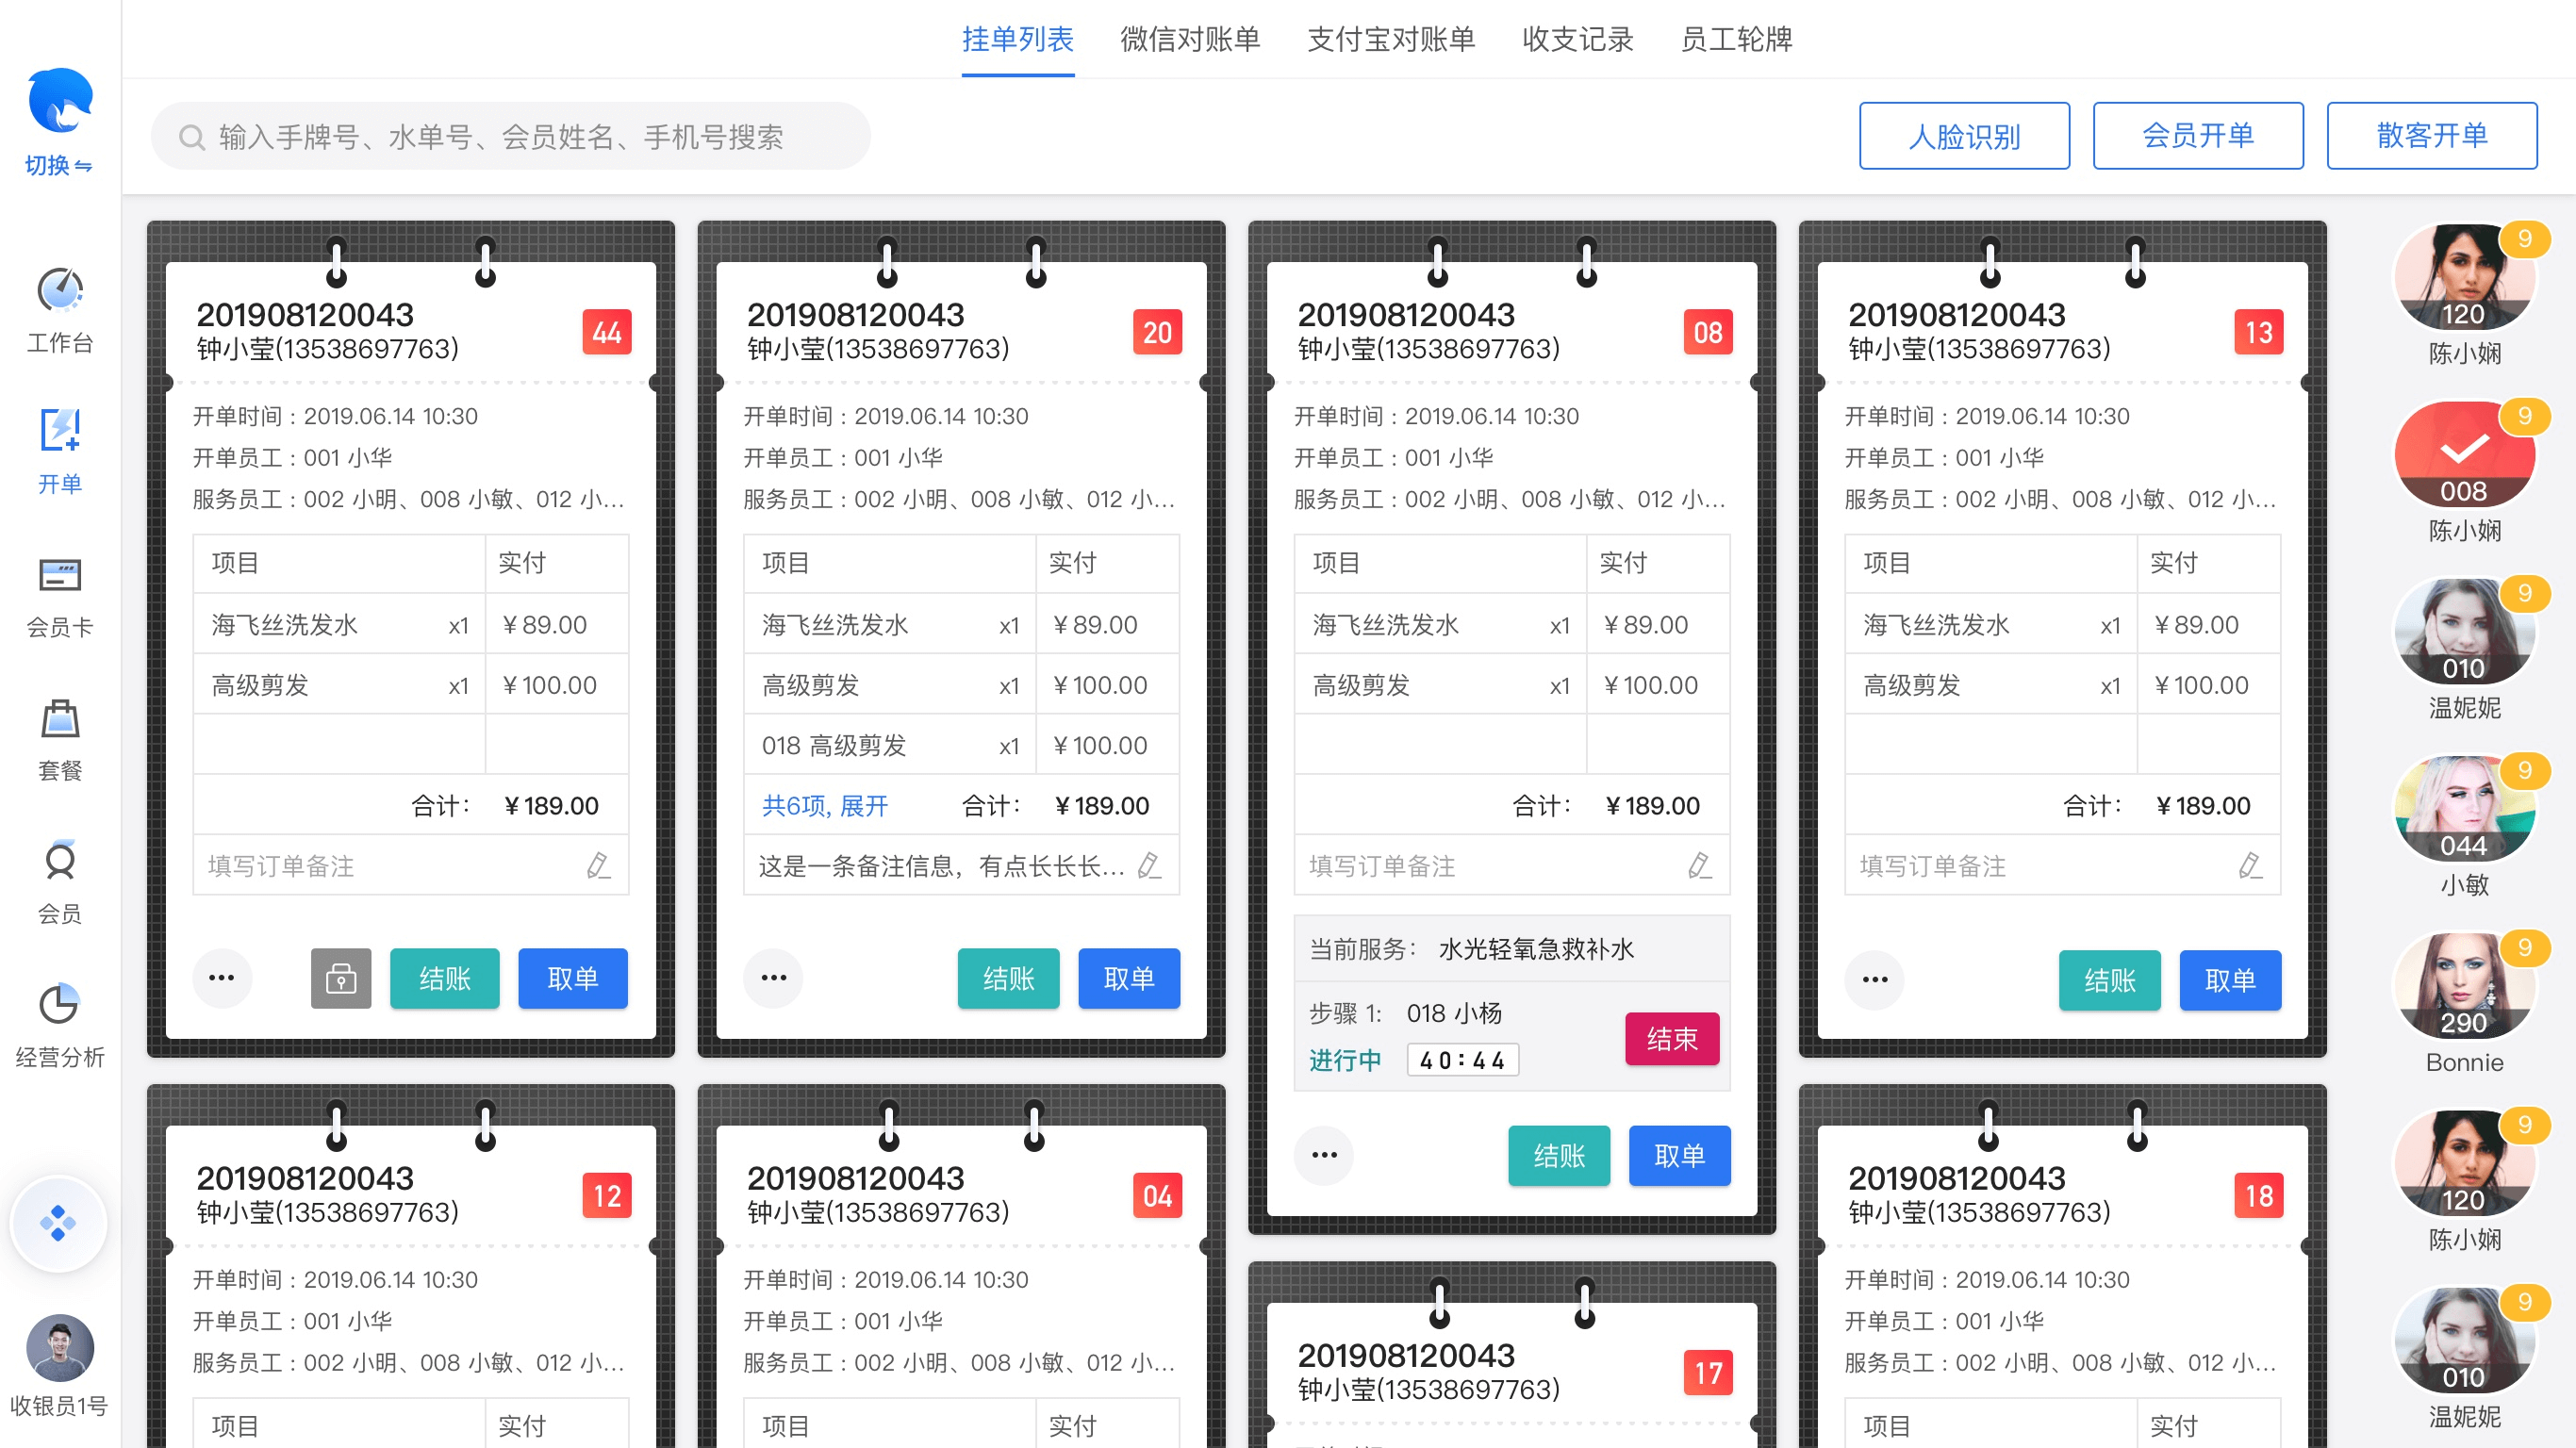 挂单列表 微信对账单 支付宝对账单 收支记录 员工轮牌
切换
输入手牌号、水单号、会员姓名、手机号搜索
人脸识别 会员开单 散客开单
工作台
开单
会员卡
套餐
会员
经营分析
收银员1号
201908120043
钟小莹(13538697763)
44
开单时间 : 2019.06.14 10:30
开单员工 : 001 小华
服务员工 : 002 小明、008 小敏、012 小...
项目 实付
海飞丝洗发水 x1 ¥89.00
高级剪发 x1 ¥100.00
合计: ¥189.00
填写订单备注
结账 取单
201908120043
钟小莹(13538697763)
20
开单时间 : 2019.06.14 10:30
开单员工 : 001 小华
服务员工 : 002 小明、008 小敏、012 小...
项目 实付
海飞丝洗发水 x1 ¥89.00
高级剪发 x1 ¥100.00
018 高级剪发 x1 ¥100.00
共6项, 展开 合计: ¥189.00
这是一条备注信息，有点长长长...
结账 取单
201908120043
钟小莹(13538697763)
08
开单时间 : 2019.06.14 10:30
开单员工 : 001 小华
服务员工 : 002 小明、008 小敏、012 小...
项目 实付
海飞丝洗发水 x1 ¥89.00
高级剪发 x1 ¥100.00
合计: ¥189.00
填写订单备注
当前服务: 水光轻氧急救补水
步骤 1: 018 小杨
进行中 40:44
结束
结账 取单
201908120043
钟小莹(13538697763)
13
开单时间 : 2019.06.14 10:30
开单员工 : 001 小华
服务员工 : 002 小明、008 小敏、012 小...
项目 实付
海飞丝洗发水 x1 ¥89.00
高级剪发 x1 ¥100.00
合计: ¥189.00
填写订单备注
结账 取单
201908120043
钟小莹(13538697763)
12
开单时间 : 2019.06.14 10:30
开单员工 : 001 小华
服务员工 : 002 小明、008 小敏、012 小...
项目 实付
201908120043
钟小莹(13538697763)
04
开单时间 : 2019.06.14 10:30
开单员工 : 001 小华
服务员工 : 002 小明、008 小敏、012 小...
项目 实付
201908120043
钟小莹(13538697763)
17
201908120043
钟小莹(13538697763)
18
开单时间 : 2019.06.14 10:30
开单员工 : 001 小华
服务员工 : 002 小明、008 小敏、012 小...
项目 实付
9
120
陈小娴
9
008
陈小娴
9
010
温妮妮
9
044
小敏
9
290
Bonnie
9
120
陈小娴
9
010
温妮妮